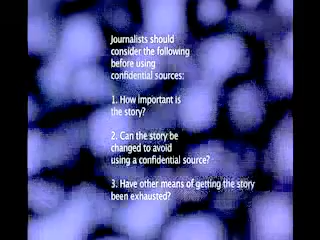 Journalists should
consider the following
before using
confidential sources:
1. How important is
the story?
2. Can the story be
changed to avoid
using a confidential source?
3. Have other means of getting the story
been exhausted?